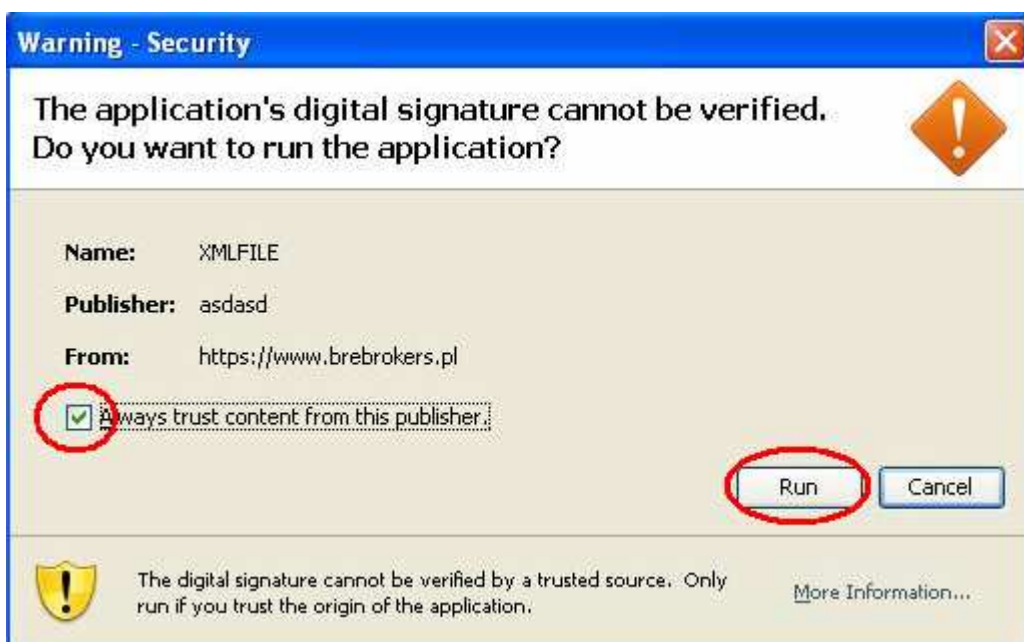 Warning - Security
The application's digital signature cannot be verified.
Do you want to run the application?
Name: XMLFILE
Publisher: asdasd
From: https://www.brebrokers.pl
Always trust content from this publisher.
Run Cancel
The digital signature cannot be verified by a trusted source. Only
run if you trust the origin of the application.
More Information...